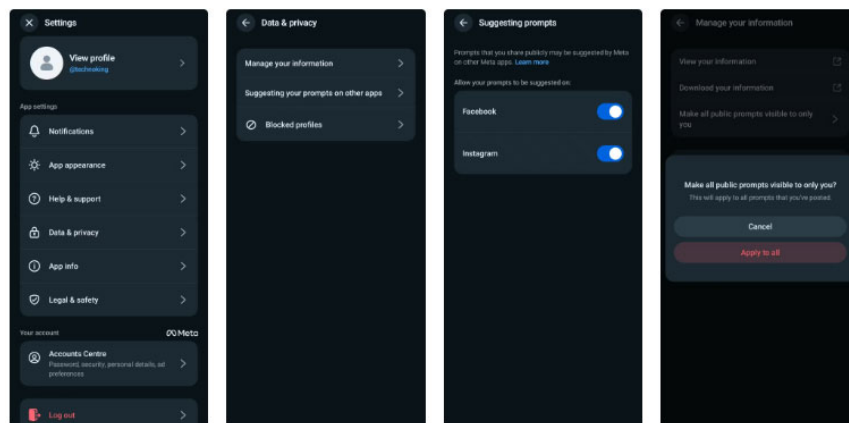 Settings
View profile
@techeaking
App settings
Notifications
App appearance
Help & support
Data & privacy
App info
Legal & safety
Your account
Meta
Accounts Centre
Password, security, personal details, ad
preferences
Log out
Data & privacy
Manage your information
Suggesting your prompts on other apps
Blocked profiles
Suggesting prompts
Prompts that you share publicly may be suggested by Meta
on other Meta apps. Learn more
Allow your prompts to be suggested on:
Facebook
Instagram
Manage your information
View your information
Download your information
Make all public prompts visible to only
you
Make all public prompts visible to only you?
This will apply to all prompts that you've posted.
Cancel
Apply to all